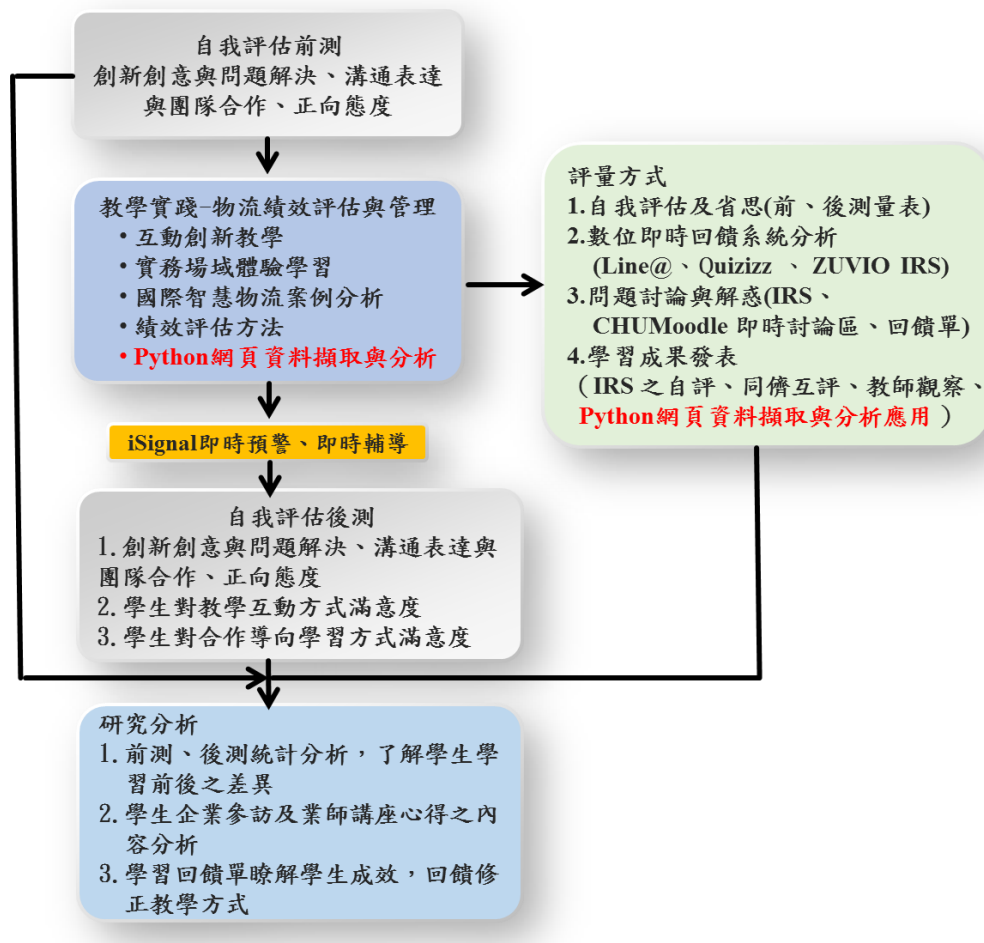 自我評估前測
創新創意與問題解決、溝通表達
與團隊合作、正向態度
教學實踐-物流績效評估與管理
•互動創新教學
•實務場域體驗學習
•國際智慧物流案例分析
•績效評估方法
•Python網頁資料擷取與分析
iSignal即時預警、即時輔導
自我評估後測
1.創新創意與問題解決、溝通表達與
團隊合作、正向態度
2.學生對教學互動方式滿意度
3.學生對合作導向學習方式滿意度
評量方式
1.自我評估及省思(前、後測量表)
2.數位即時回饋系統分析
(Line@、Quizizz 、 ZUVIO IRS)
3.問題討論與解惑(IRS、
CHUMoodle 即時討論區、回饋單)
4.學習成果發表
（IRS 之自評、同儕互評、教師觀察、
Python網頁資料擷取與分析應用 ）
研究分析
1.前測、後測統計分析，了解學生學
習前後之差異
2.學生企業參訪及業師講座心得之內
容分析
3.學習回饋單瞭解學生成效，回饋修
正教學方式